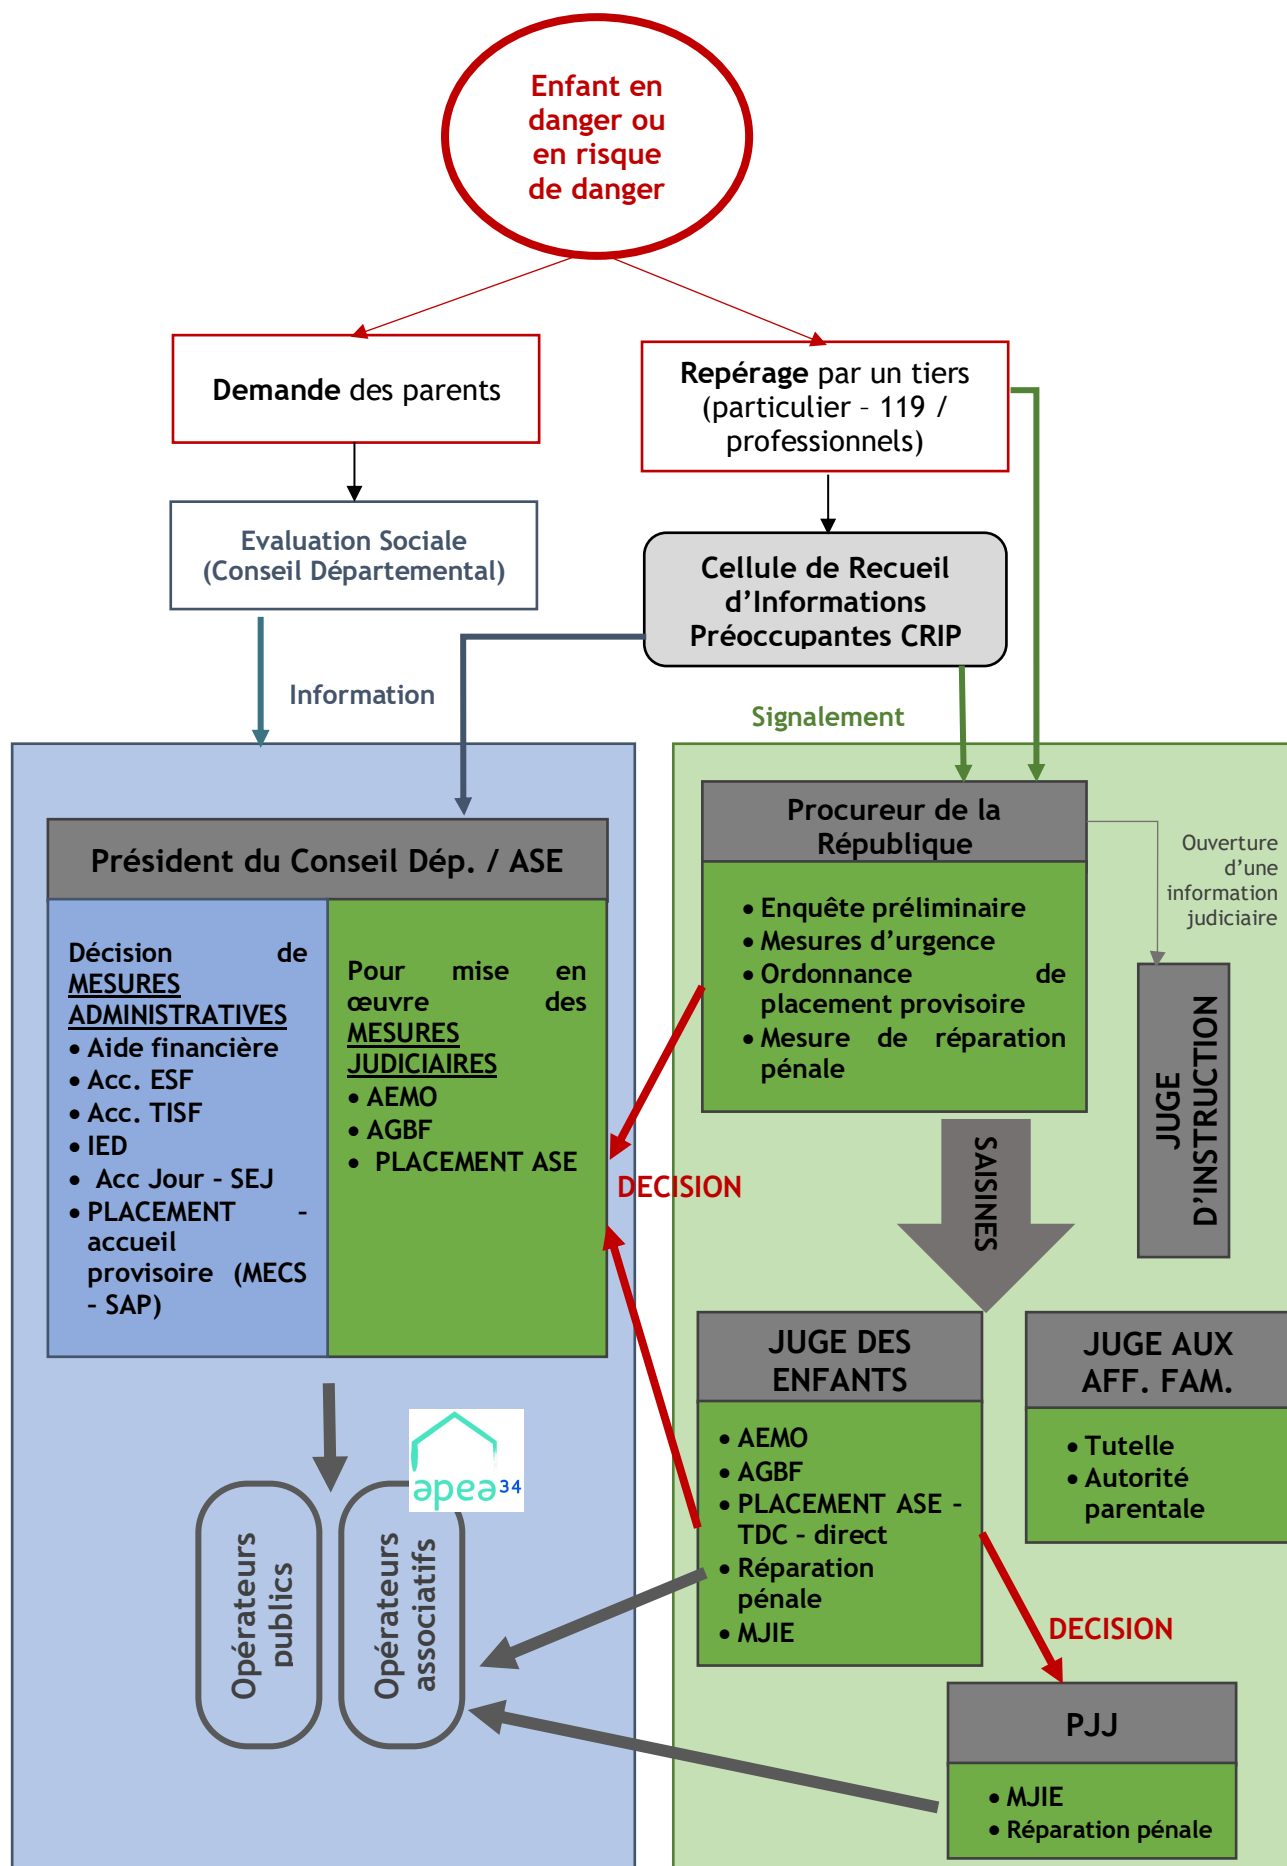 Enfant en
danger ou
en risque
de danger
Demande des parents
Repérage par un tiers
(particulier – 119 /
professionnels)
Evaluation Sociale
(Conseil Départemental)
Cellule de Recueil
d’Informations
Préoccupantes CRIP
Information
Signalement
Président du Conseil Dép. / ASE
Décision de
MESURES
ADMINISTRATIVES
• Aide financière
• Acc. ESF
• Acc. TISF
• IED
• Acc Jour – SEJ
• PLACEMENT –
accueil
provisoire (MECS
– SAP)
Pour mise en
œuvre des
MESURES
JUDICIAIRES
• AEMO
• AGBF
• PLACEMENT ASE
Procureur de la
République
• Enquête préliminaire
• Mesures d’urgence
• Ordonnance de
placement provisoire
• Mesure de réparation
pénale
Ouverture
d’une
information
judiciaire
JUGE
D’INSTRUCTION
DECISION
SAISINES
JUGE DES
ENFANTS
• AEMO
• AGBF
• PLACEMENT ASE –
TDC – direct
• Réparation
pénale
• MJIE
JUGE AUX
AFF. FAM.
• Tutelle
• Autorité
parentale
apea34
Opérateurs
publics
Opérateurs
associatifs
DECISION
PJJ
• MJIE
• Réparation pénale